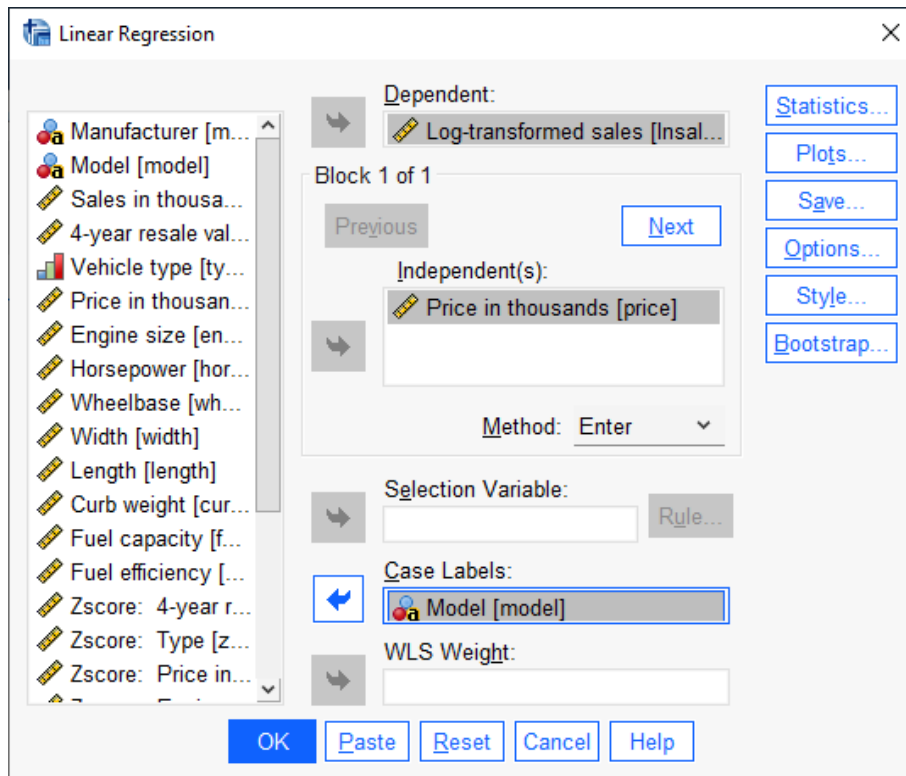 Linear Regression
Manufacturer [m...
Model [model]
Sales in thousa...
4-year resale val...
Vehicle type [ty...
Price in thousan...
Engine size [en...
Horsepower [hor...
Wheelbase [wh...
Width [width]
Length [length]
Curb weight [cur...
Fuel capacity [f...
Fuel efficiency [...
Zscore: 4-year r...
Zscore: Type [z...
Zscore: Price in...
Dependent:
Log-transformed sales [lnsal...
Block 1 of 1
Previous
Next
Independent(s):
Price in thousands [price]
Method: Enter
Selection Variable:
Rule...
Case Labels:
Model [model]
WLS Weight:
Statistics...
Plots...
Save...
Options...
Style...
Bootstrap...
OK Paste Reset Cancel Help